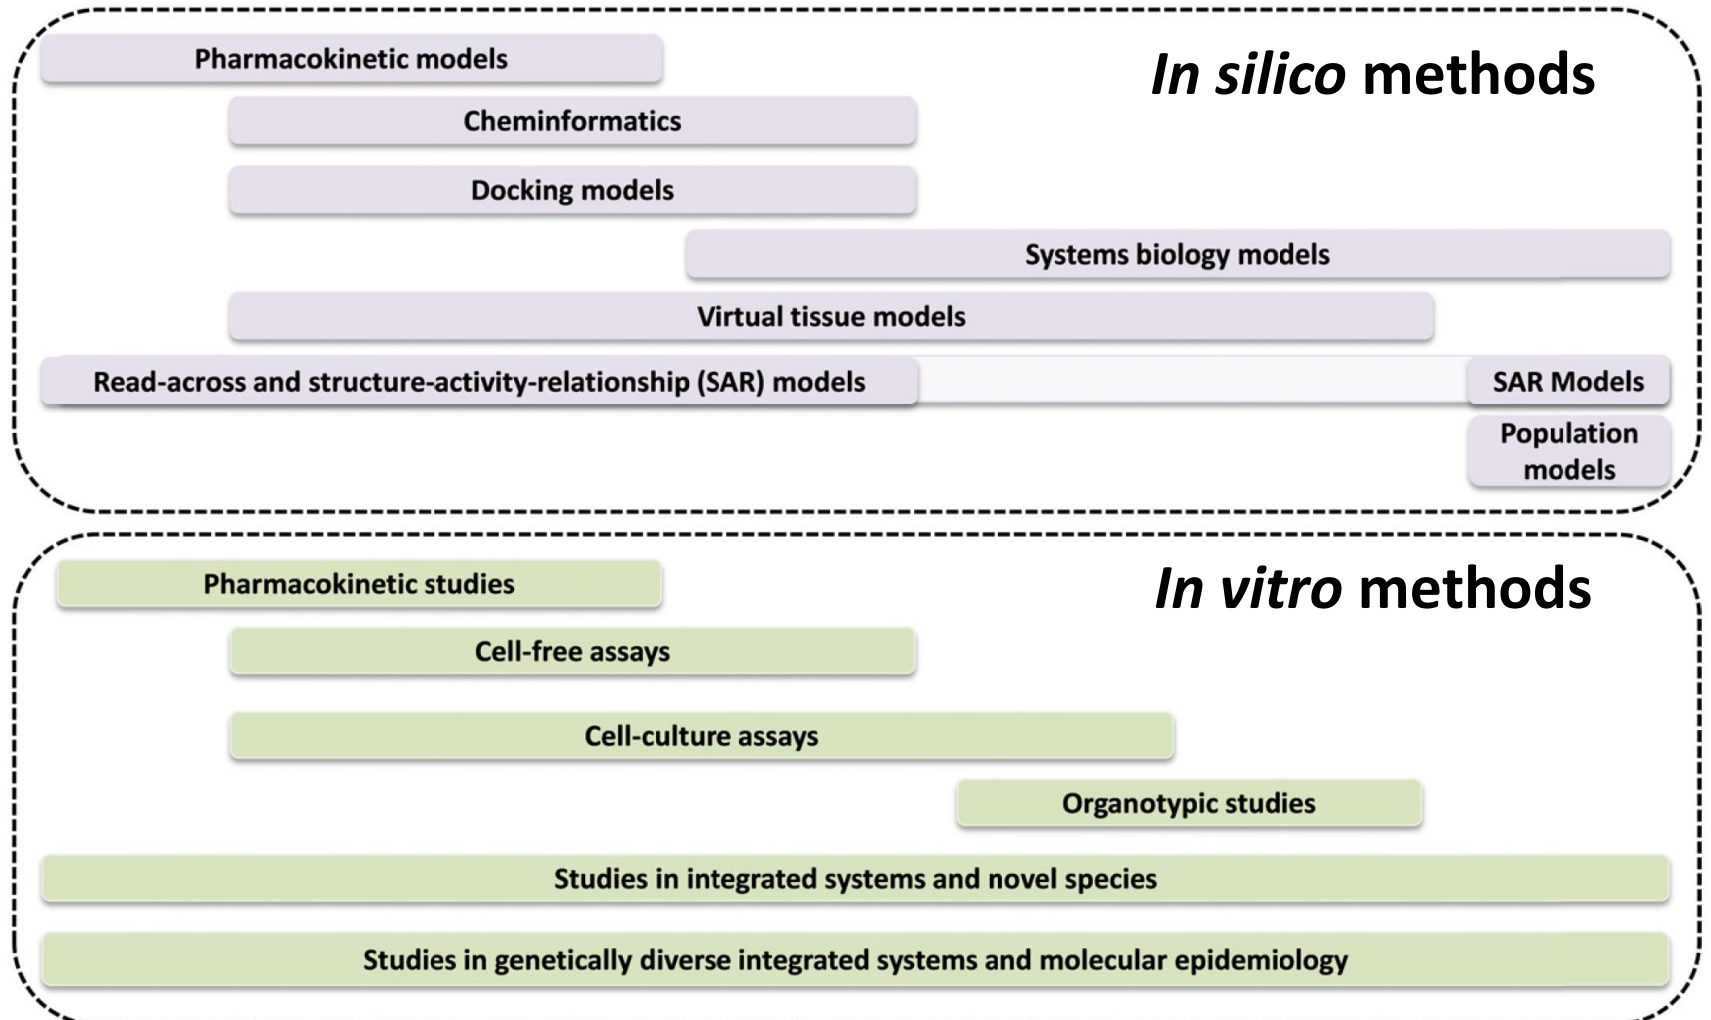 In silico methods
Pharmacokinetic models
Cheminformatics
Docking models
Systems biology models
Virtual tissue models
Read-across and structure-activity-relationship (SAR) models
SAR Models
Population
models
In vitro methods
Pharmacokinetic studies
Cell-free assays
Cell-culture assays
Organotypic studies
Studies in integrated systems and novel species
Studies in genetically diverse integrated systems and molecular epidemiology